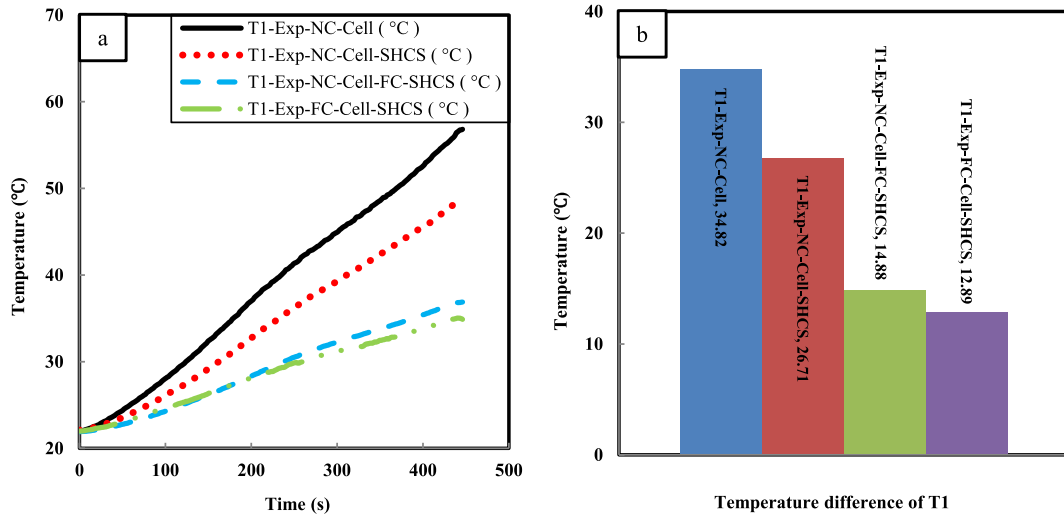 a
T1-Exp-NC-Cell ( °C )
T1-Exp-NC-Cell-SHCS ( °C )
T1-Exp-NC-Cell-FC-SHCS ( °C )
T1-Exp-FC-Cell-SHCS ( °C )
70
60
50
40
30
20
Temperature (℃)
0
100
200
300
400
500
Time (s)
b
40
30
20
10
0
Temperature (℃)
T1-Exp-NC-Cell, 34.82
T1-Exp-NC-Cell-SHCS, 26.71
T1-Exp-NC-Cell-FC-SHCS, 14.88
T1-Exp-FC-Cell-SHCS, 12.89
Temperature difference of T1